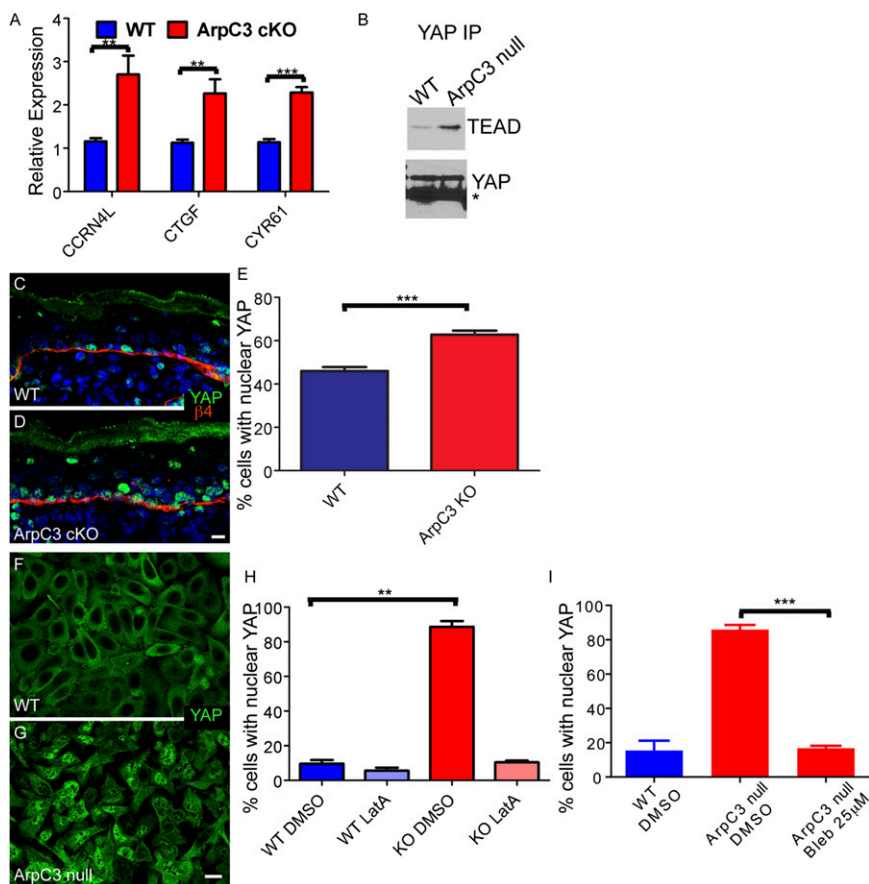 A
WT
ArpC3 cKO
**
**
***
Relative Expression
4
3
2
1
0
CCRN4L
CTGF
CYR61
B
YAP IP
WT
ArpC3 null
TEAD
YAP
*
C
WT
YAP
β4
D
ArpC3 cKO
E
***
% cells with nuclear YAP
80
60
40
20
0
WT
ArpC3 KO
F
WT
YAP
G
ArpC3 null
H
**
% cells with nuclear YAP
100
80
60
40
20
0
WT DMSO
WT LatA
KO DMSO
KO LatA
I
***
% cells with nuclear YAP
100
80
60
40
20
0
WT
DMSO
ArpC3 null
DMSO
ArpC3 null
Bleb 25µM